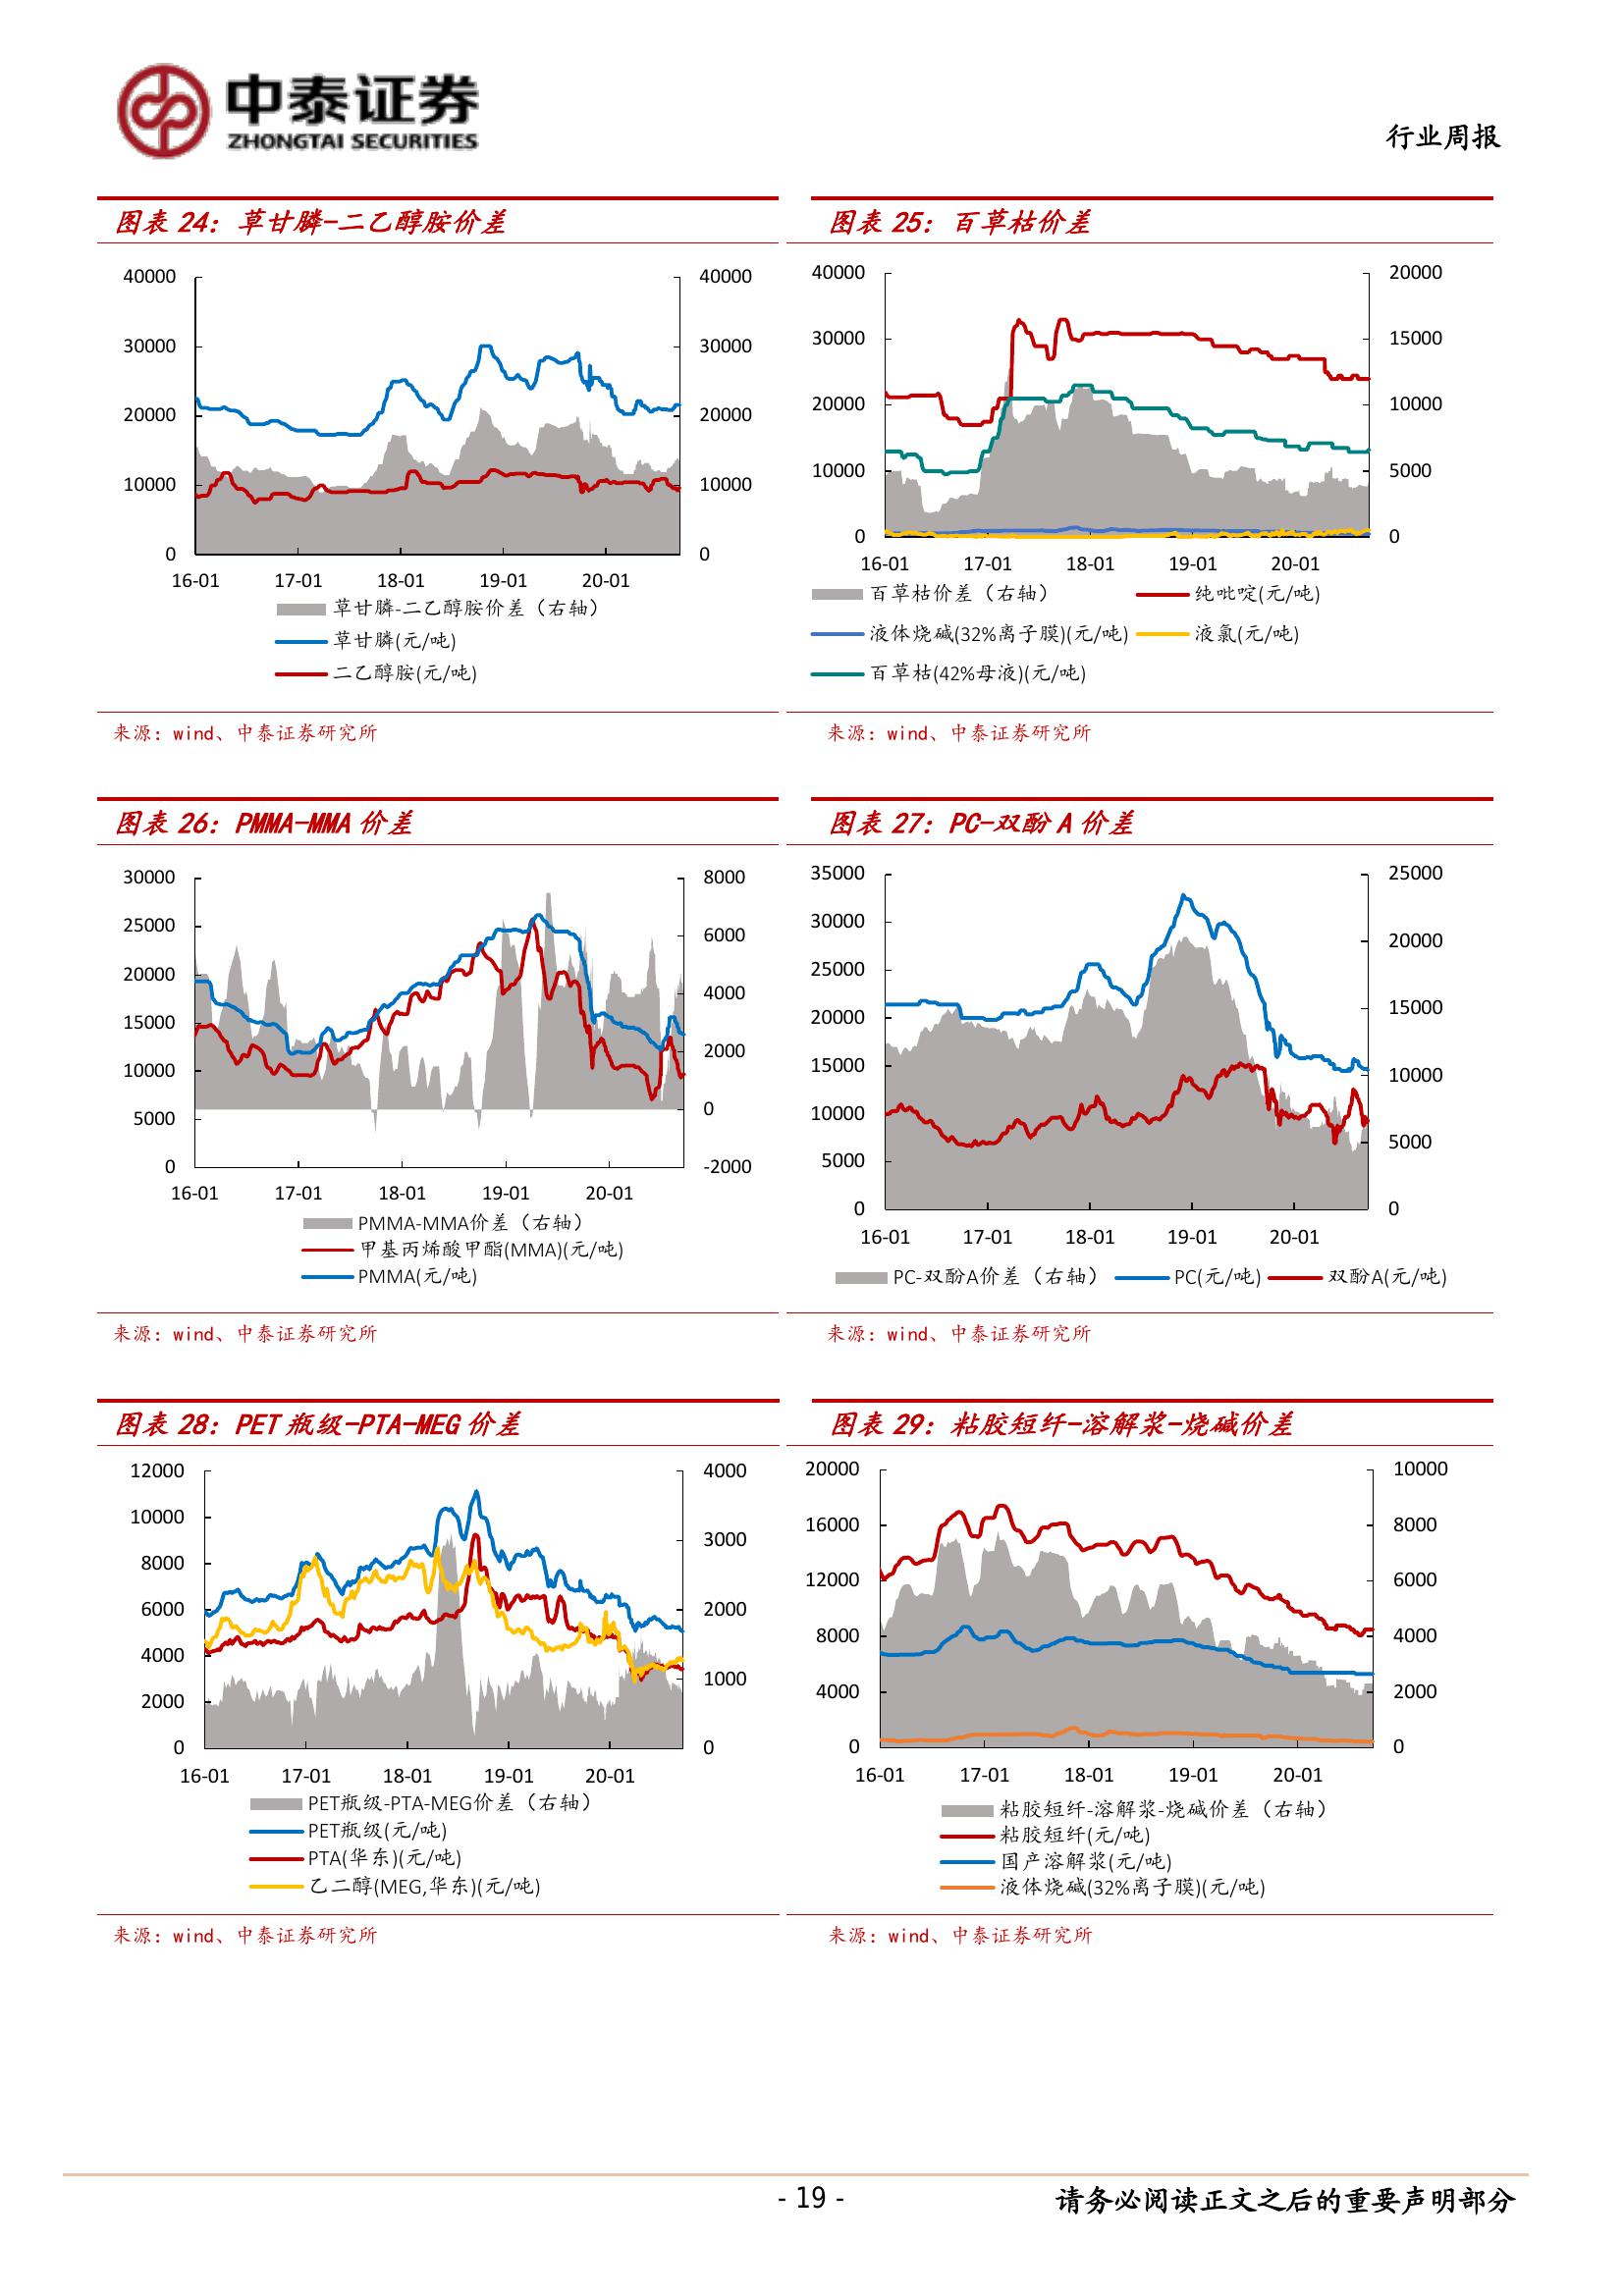 中泰证券
ZHONGTAI SECURITIES
行业周报
图表 24：草甘膦-二乙醇胺价差
40000
30000
20000
10000
0
40000
30000
20000
10000
0
16-01 17-01 18-01 19-01 20-01
草甘膦-二乙醇胺价差（右轴）
草甘膦(元/吨)
二乙醇胺(元/吨)
来源：wind、中泰证券研究所
图表 25：百草枯价差
40000
30000
20000
10000
0
20000
15000
10000
5000
0
16-01 17-01 18-01 19-01 20-01
百草枯价差（右轴） 纯吡啶(元/吨)
液体烧碱(32%离子膜)(元/吨) 液氯(元/吨)
百草枯(42%母液)(元/吨)
来源：wind、中泰证券研究所
图表 26：PMMA-MMA 价差
30000
25000
20000
15000
10000
5000
0
8000
6000
4000
2000
0
-2000
16-01 17-01 18-01 19-01 20-01
PMMA-MMA价差（右轴）
甲基丙烯酸甲酯(MMA)(元/吨)
PMMA(元/吨)
来源：wind、中泰证券研究所
图表 27：PC-双酚 A 价差
35000
30000
25000
20000
15000
10000
5000
0
25000
20000
15000
10000
5000
0
16-01 17-01 18-01 19-01 20-01
PC-双酚A价差（右轴） PC(元/吨) 双酚A(元/吨)
来源：wind、中泰证券研究所
图表 28：PET 瓶级-PTA-MEG 价差
12000
10000
8000
6000
4000
2000
0
4000
3000
2000
1000
0
16-01 17-01 18-01 19-01 20-01
PET瓶级-PTA-MEG价差（右轴）
PET瓶级(元/吨)
PTA(华东)(元/吨)
乙二醇(MEG,华东)(元/吨)
来源：wind、中泰证券研究所
图表 29：粘胶短纤-溶解浆-烧碱价差
20000
16000
12000
8000
4000
0
10000
8000
6000
4000
2000
0
16-01 17-01 18-01 19-01 20-01
粘胶短纤-溶解浆-烧碱价差（右轴）
粘胶短纤(元/吨)
国产溶解浆(元/吨)
液体烧碱(32%离子膜)(元/吨)
来源：wind、中泰证券研究所
- 19 -
请务必阅读正文之后的重要声明部分